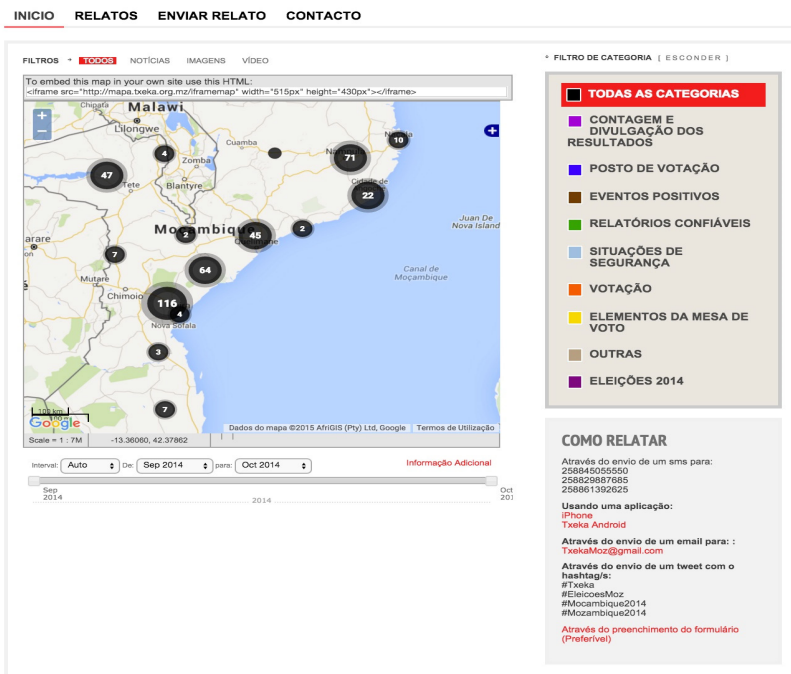 INICIO RELATOS ENVIAR RELATO CONTACTO
FILTROS TODOS NOTÍCIAS IMAGENS VÍDEO
To embed this map in your own site use this HTML:
<iframe src="http://mapa.txeka.org.mz/iframemap" width="515px" height="430px"></iframe>
Chipata
Malawi
+
Lilongwe
−
Cuamba
10
4
71
Zomba
47
Tete
Blantyre
Cidade de
22
Juan De
Nova Island
Moçambique
2
45
2
arare
7
64
Canal de
Moçambique
Mutare
Chimoio
116
4
Nova Sofala
3
7
100 km
Google
Dados do mapa ©2015 AfriGIS (Pty) Ltd, Google Termos de Utilização
Scale = 1 : 7M -13.36060, 42.37862
Interval: Auto De: Sep 2014 para: Oct 2014 Informação Adicional
Sep
2014
2014
Oct
201
FILTRO DE CATEGORIA [ ESCONDER ]
TODAS AS CATEGORIAS
CONTAGEM E
DIVULGAÇÃO DOS
RESULTADOS
POSTO DE VOTAÇÃO
EVENTOS POSITIVOS
RELATÓRIOS CONFIÁVEIS
SITUAÇÕES DE
SEGURANÇA
VOTAÇÃO
ELEMENTOS DA MESA DE
VOTO
OUTRAS
ELEIÇÕES 2014
COMO RELATAR
Através do envio de um sms para:
258845055550
258829887685
258861392625
Usando uma aplicação:
iPhone
Txeka Android
Através do envio de um email para: :
TxekaMoz@gmail.com
Através do envio de um tweet com o
hashtag/s:
#Txeka
#EleicoesMoz
#Mocambique2014
#Mozambique2014
Através do preenchimento do formulário
(Preferível)